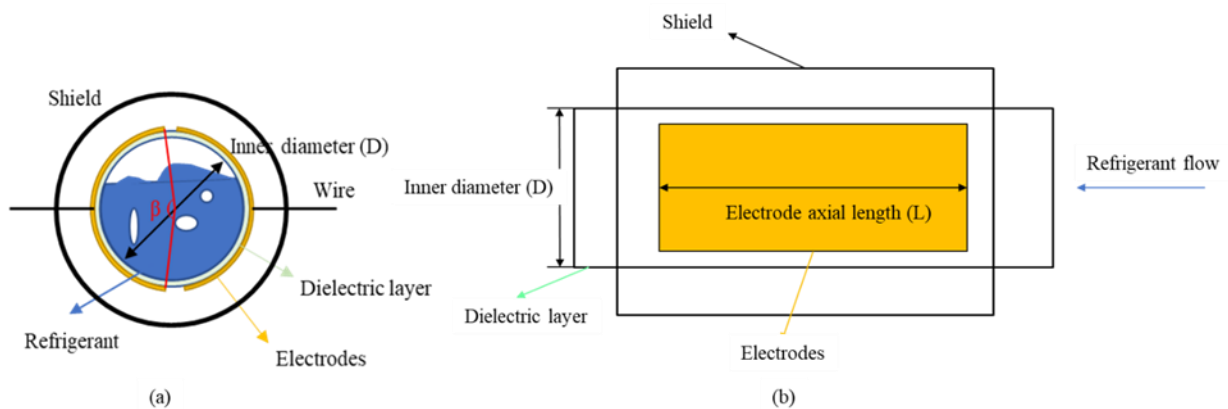 Shield
Inner diameter (D)
Wire
β
Dielectric layer
Refrigerant
Electrodes
(a)
Shield
Refrigerant flow
Inner diameter (D)
Electrode axial length (L)
Dielectric layer
Electrodes
(b)